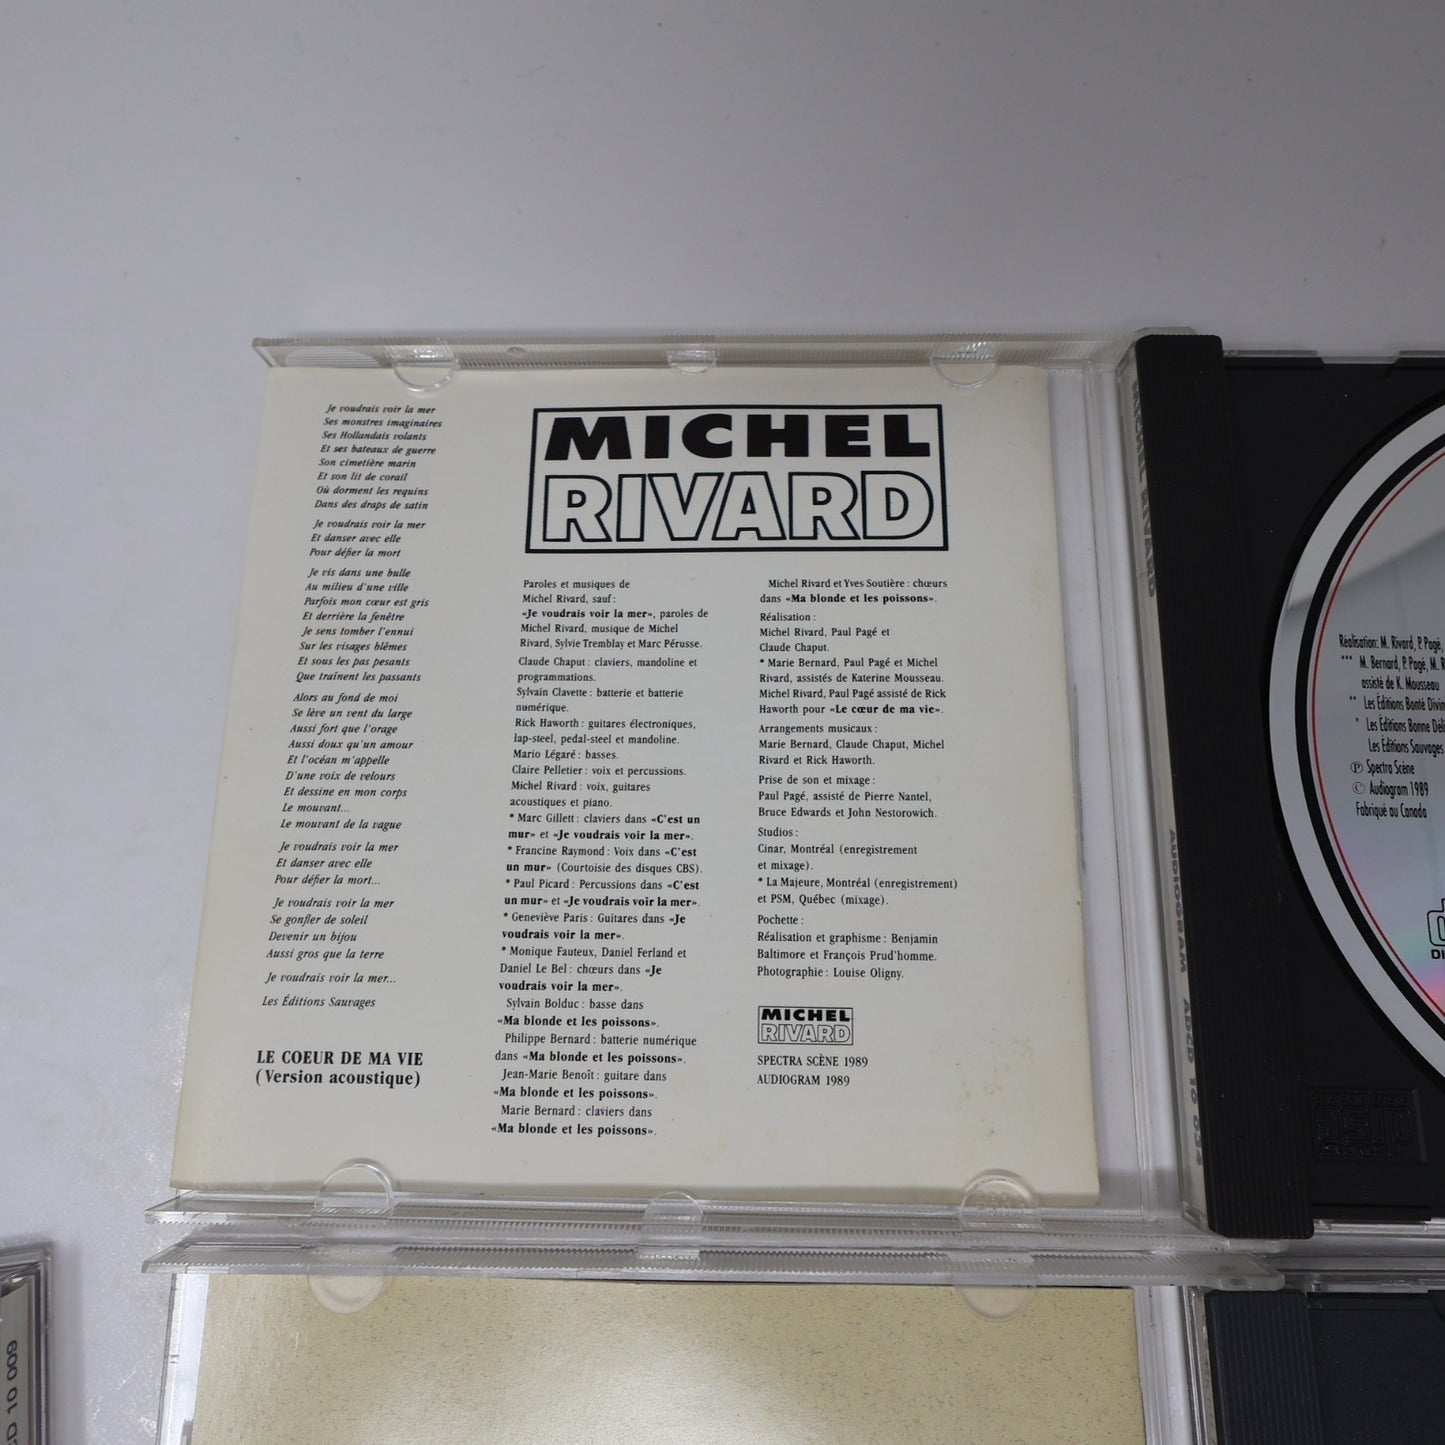 Je voudrais voir la mer
Ses monstres imaginaires
Ses Hollandais volants
Et ses bateaux de guerre
Son cimetière marin
Et son lit de corail
Où dorment les requins
Dans des draps de satin
Je voudrais voir la mer
Et danser avec elle
Pour défier la mort
Je vis dans une bulle
Au milieu d'une ville
Parfois mon cœur est gris
Et derrière la fenêtre
Je sens tomber l'ennui
Sur les visages blêmes
Et sous les pas pesants
Que traînent les passants
Alors au fond de moi
Se lève un vent du large
Aussi fort que l'orage
Aussi doux qu'un amour
Et l'océan m'appelle
D'une voix de velours
Et dessine en mon corps
Le mouvant...
Le mouvant de la vague
Je voudrais voir la mer
Et danser avec elle
Pour défier la mort...
Je voudrais voir la mer
Se gonfler de soleil
Devenir un bijou
Aussi gros que la terre
Je voudrais voir la mer...
Les Éditions Sauvages
LE COEUR DE MA VIE
(Version acoustique)
MICHEL
RIVARD
Paroles et musiques de
Michel Rivard, sauf :
«Je voudrais voir la mer», paroles de
Michel Rivard, musique de Michel
Rivard, Sylvie Tremblay et Marc Pérusse.
Claude Chaput : claviers, mandoline et
programmations.
Sylvain Clavette : batterie et batterie
numérique.
Rick Haworth : guitares électroniques,
lap-steel, pedal-steel et mandoline.
Mario Légaré : basses.
Claire Pelletier : voix et percussions.
Michel Rivard : voix, guitares
acoustiques et piano.
* Marc Gillett : claviers dans «C'est un
mur» et «Je voudrais voir la mer».
* Francine Raymond : Voix dans «C'est
un mur» (Courtoisie des disques CBS).
* Paul Picard : Percussions dans «C'est
un mur» et «Je voudrais voir la mer».
* Geneviève Paris : Guitares dans «Je
voudrais voir la mer».
* Monique Fauteux, Daniel Ferland et
Daniel Le Bel : chœurs dans «Je
voudrais voir la mer».
Sylvain Bolduc : basse dans
«Ma blonde et les poissons».
Philippe Bernard : batterie numérique
dans «Ma blonde et les poissons».
Jean-Marie Benoît : guitare dans
«Ma blonde et les poissons».
Marie Bernard : claviers dans
«Ma blonde et les poissons».
Michel Rivard et Yves Soutière : chœurs
dans «Ma blonde et les poissons».
Réalisation :
Michel Rivard, Paul Pagé et
Claude Chaput.
* Marie Bernard, Paul Pagé et Michel
Rivard, assistés de Katerine Mousseau.
Michel Rivard, Paul Pagé assisté de Rick
Haworth pour «Le cœur de ma vie».
Arrangements musicaux :
Marie Bernard, Claude Chaput, Michel
Rivard et Rick Haworth.
Prise de son et mixage :
Paul Pagé, assisté de Pierre Nantel,
Bruce Edwards et John Nestorowich.
Studios :
Cinar, Montréal (enregistrement
et mixage).
* La Majeure, Montréal (enregistrement)
et PSM, Québec (mixage).
Pochette :
Réalisation et graphisme : Benjamin
Baltimore et François Prud'homme.
Photographie : Louise Oligny.
MICHEL
RIVARD
SPECTRA SCÈNE 1989
AUDIOGRAM 1989
MICHEL RIVARD
AUDIOGRAM ADCD 10 034
Réalisation: M. Rivard, P. Pagé,
*** M. Bernard, P. Pagé, M. R
assisté de K. Mousseau
** Les Éditions Bonté Divin
* Les Éditions Bonne Déli
Les Éditions Sauvages
℗ Spectra Scène
© Audiogram 1989
Fabriqué au Canada
CD 10 009